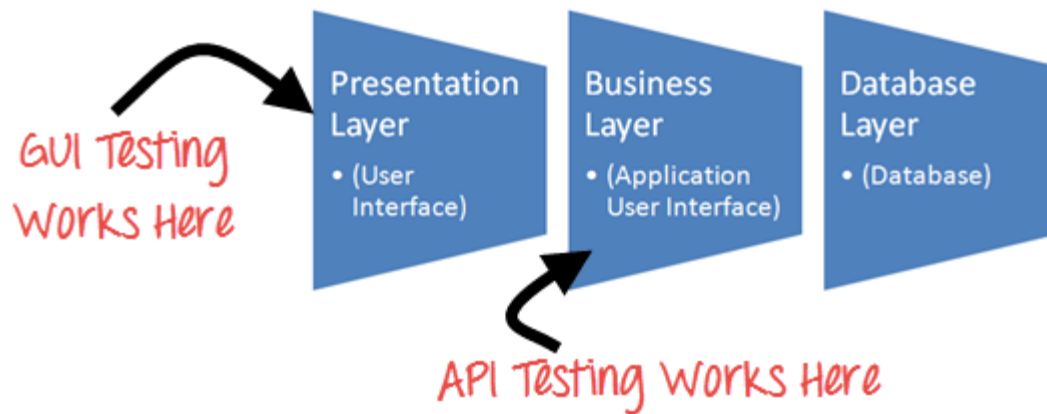 Presentation
Layer
• (User
Interface)
Business
Layer
• (Application
User Interface)
Database
Layer
• (Database)
GUI Testing
Works Here
API Testing Works Here